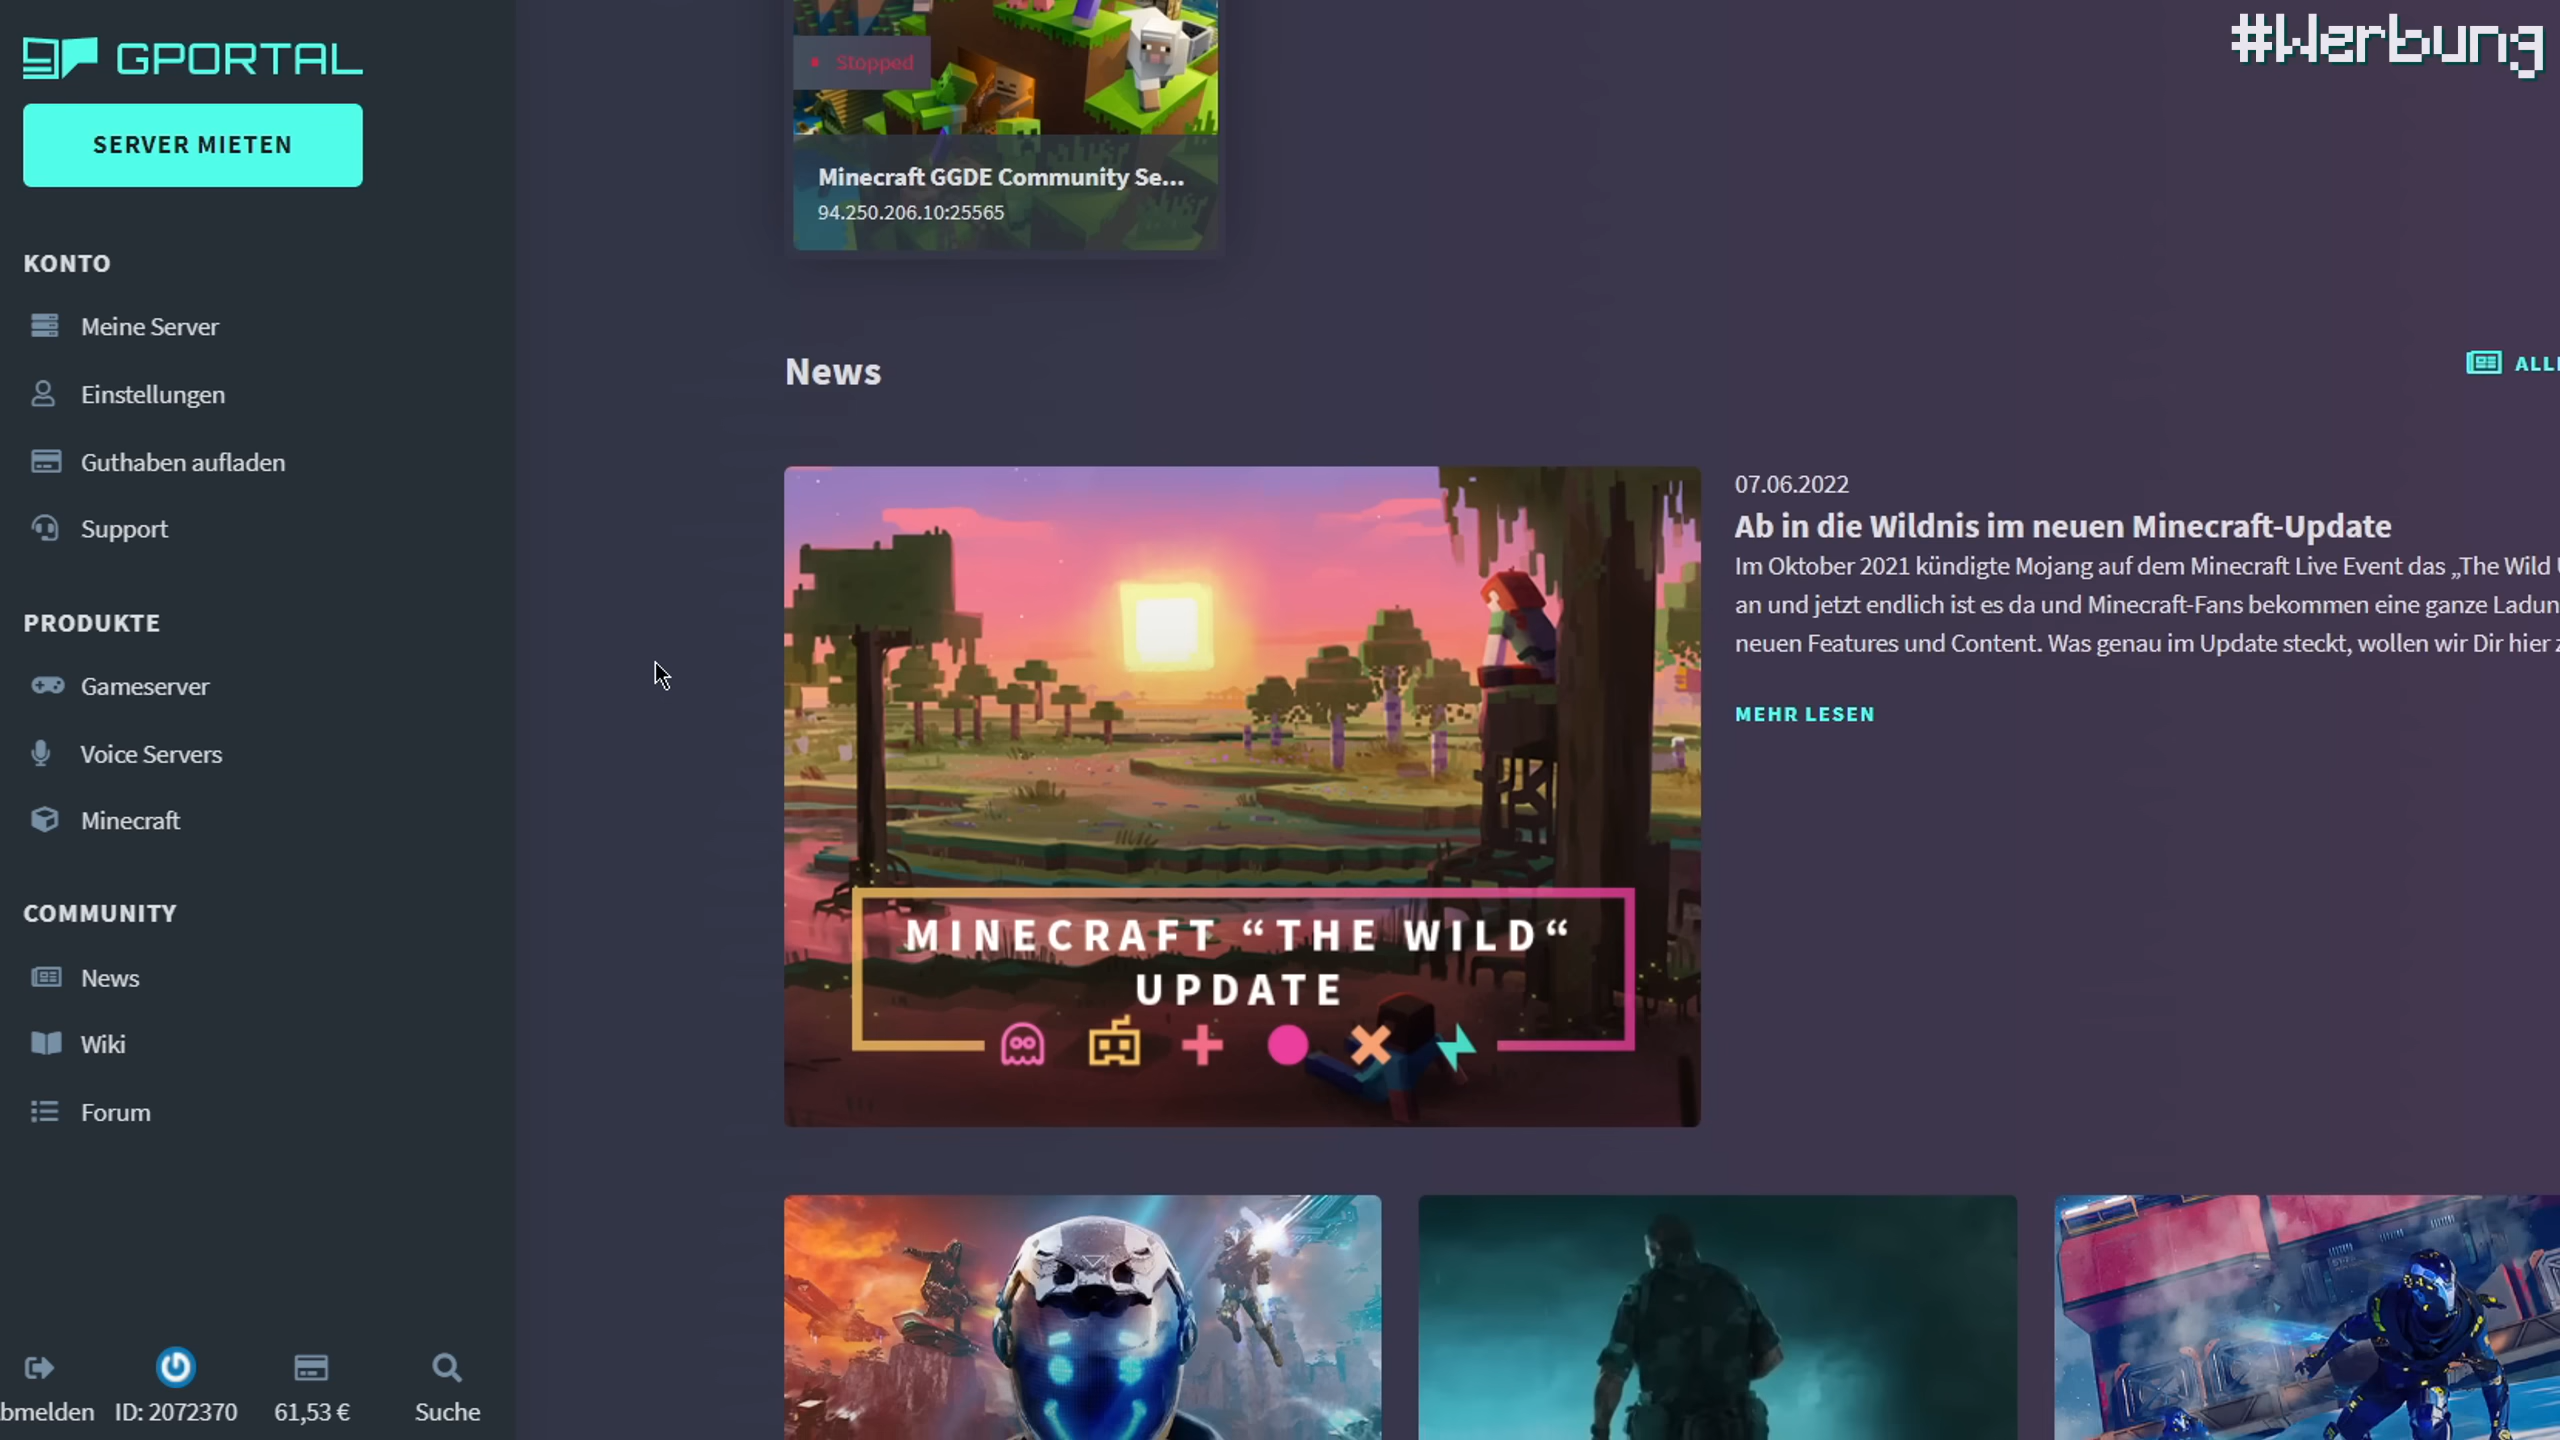 GPORTAL
#Werbung
SERVER MIETEN
KONTO
Meine Server
Einstellungen
Guthaben aufladen
Support
PRODUKTE
Gameserver
Voice Servers
Minecraft
COMMUNITY
News
Wiki
Forum
bmelden
ID: 2072370
61,53 €
Suche
Stopped
Minecraft GGDE Community Se...
94.250.206.10:25565
News
ALLE
MINECRAFT “THE WILD“
UPDATE
07.06.2022
Ab in die Wildnis im neuen Minecraft-Update
Im Oktober 2021 kündigte Mojang auf dem Minecraft Live Event das „The Wild
an und jetzt endlich ist es da und Minecraft-Fans bekommen eine ganze Ladun
neuen Features und Content. Was genau im Update steckt, wollen wir Dir hier
MEHR LESEN